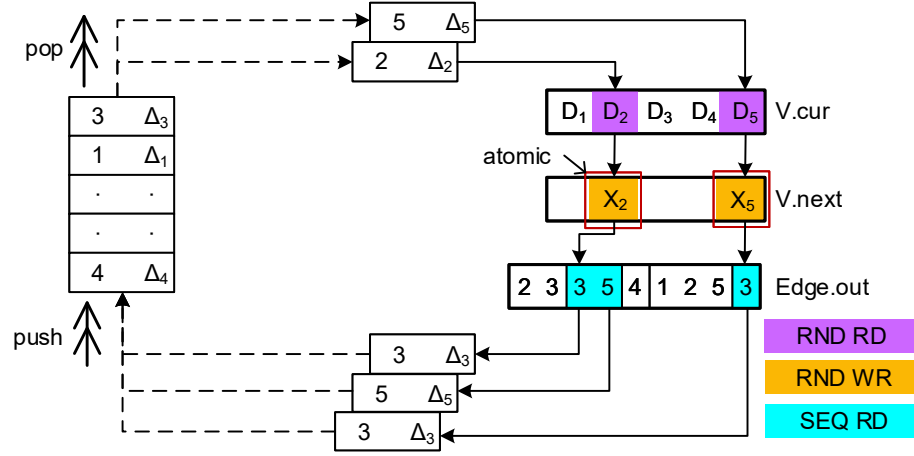 5 Δ5
2 Δ2
pop
3 Δ3
1 Δ1
. .
. .
4 Δ4
push
D1 D2 D3 D4 D5 V.cur
atomic
X2 X5 V.next
2 3 3 5 4 1 2 5 3 Edge.out
3 Δ3
5 Δ5
3 Δ3
RND RD
RND WR
SEQ RD